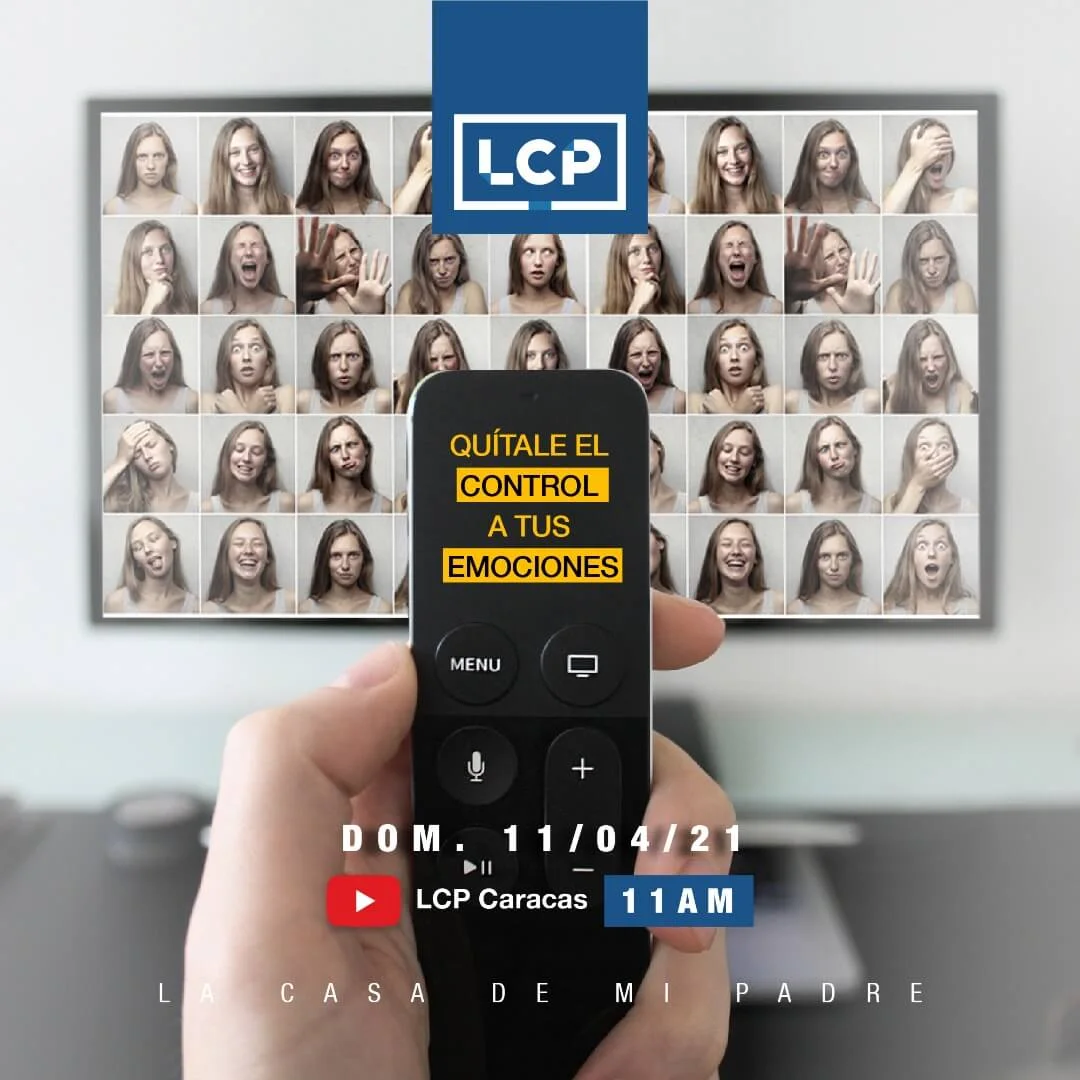 LCP
QUÍTALE EL
CONTROL
A TUS
EMOCIONES
MENU
DOM. 11/04/21
LCP Caracas 11AM
LA CASA DE MI PADRE